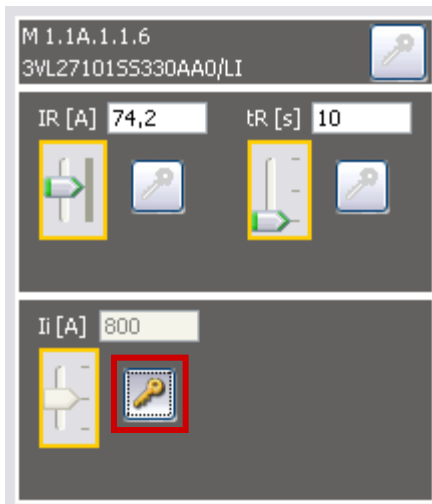 M 1.1A.1.1.6
3VL27101SS330AA0/LI
IR [A] 74,2 tR [s] 10
Ii [A] 800